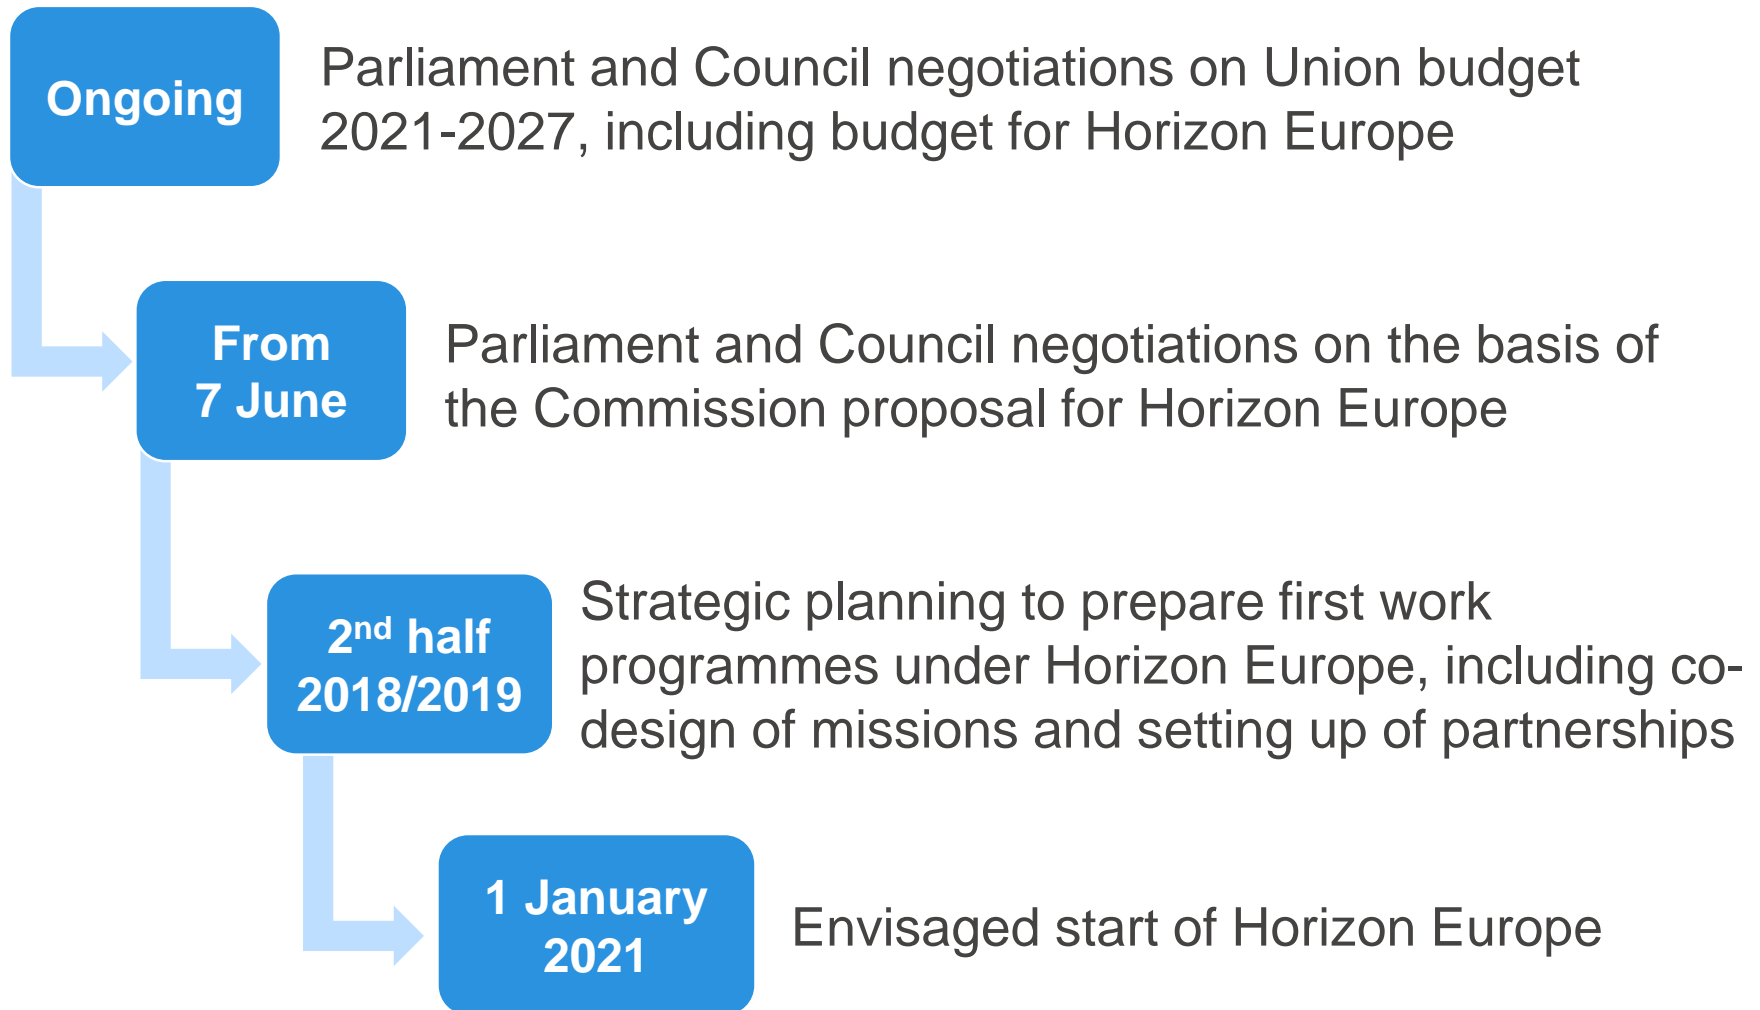 Ongoing
Parliament and Council negotiations on Union budget
2021-2027, including budget for Horizon Europe
From
7 June
Parliament and Council negotiations on the basis of
the Commission proposal for Horizon Europe
2nd half
2018/2019
Strategic planning to prepare first work
programmes under Horizon Europe, including co-
design of missions and setting up of partnerships
1 January
2021
Envisaged start of Horizon Europe